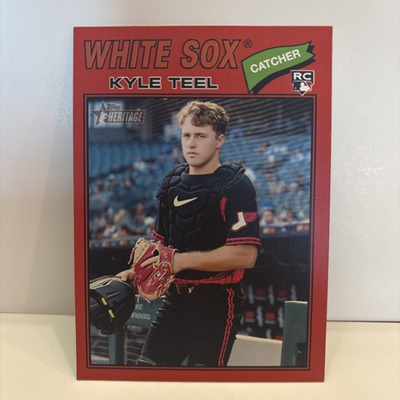 WHITE SOX®
CATCHER
KYLE TEEL
RC
Topps
HERITAGE